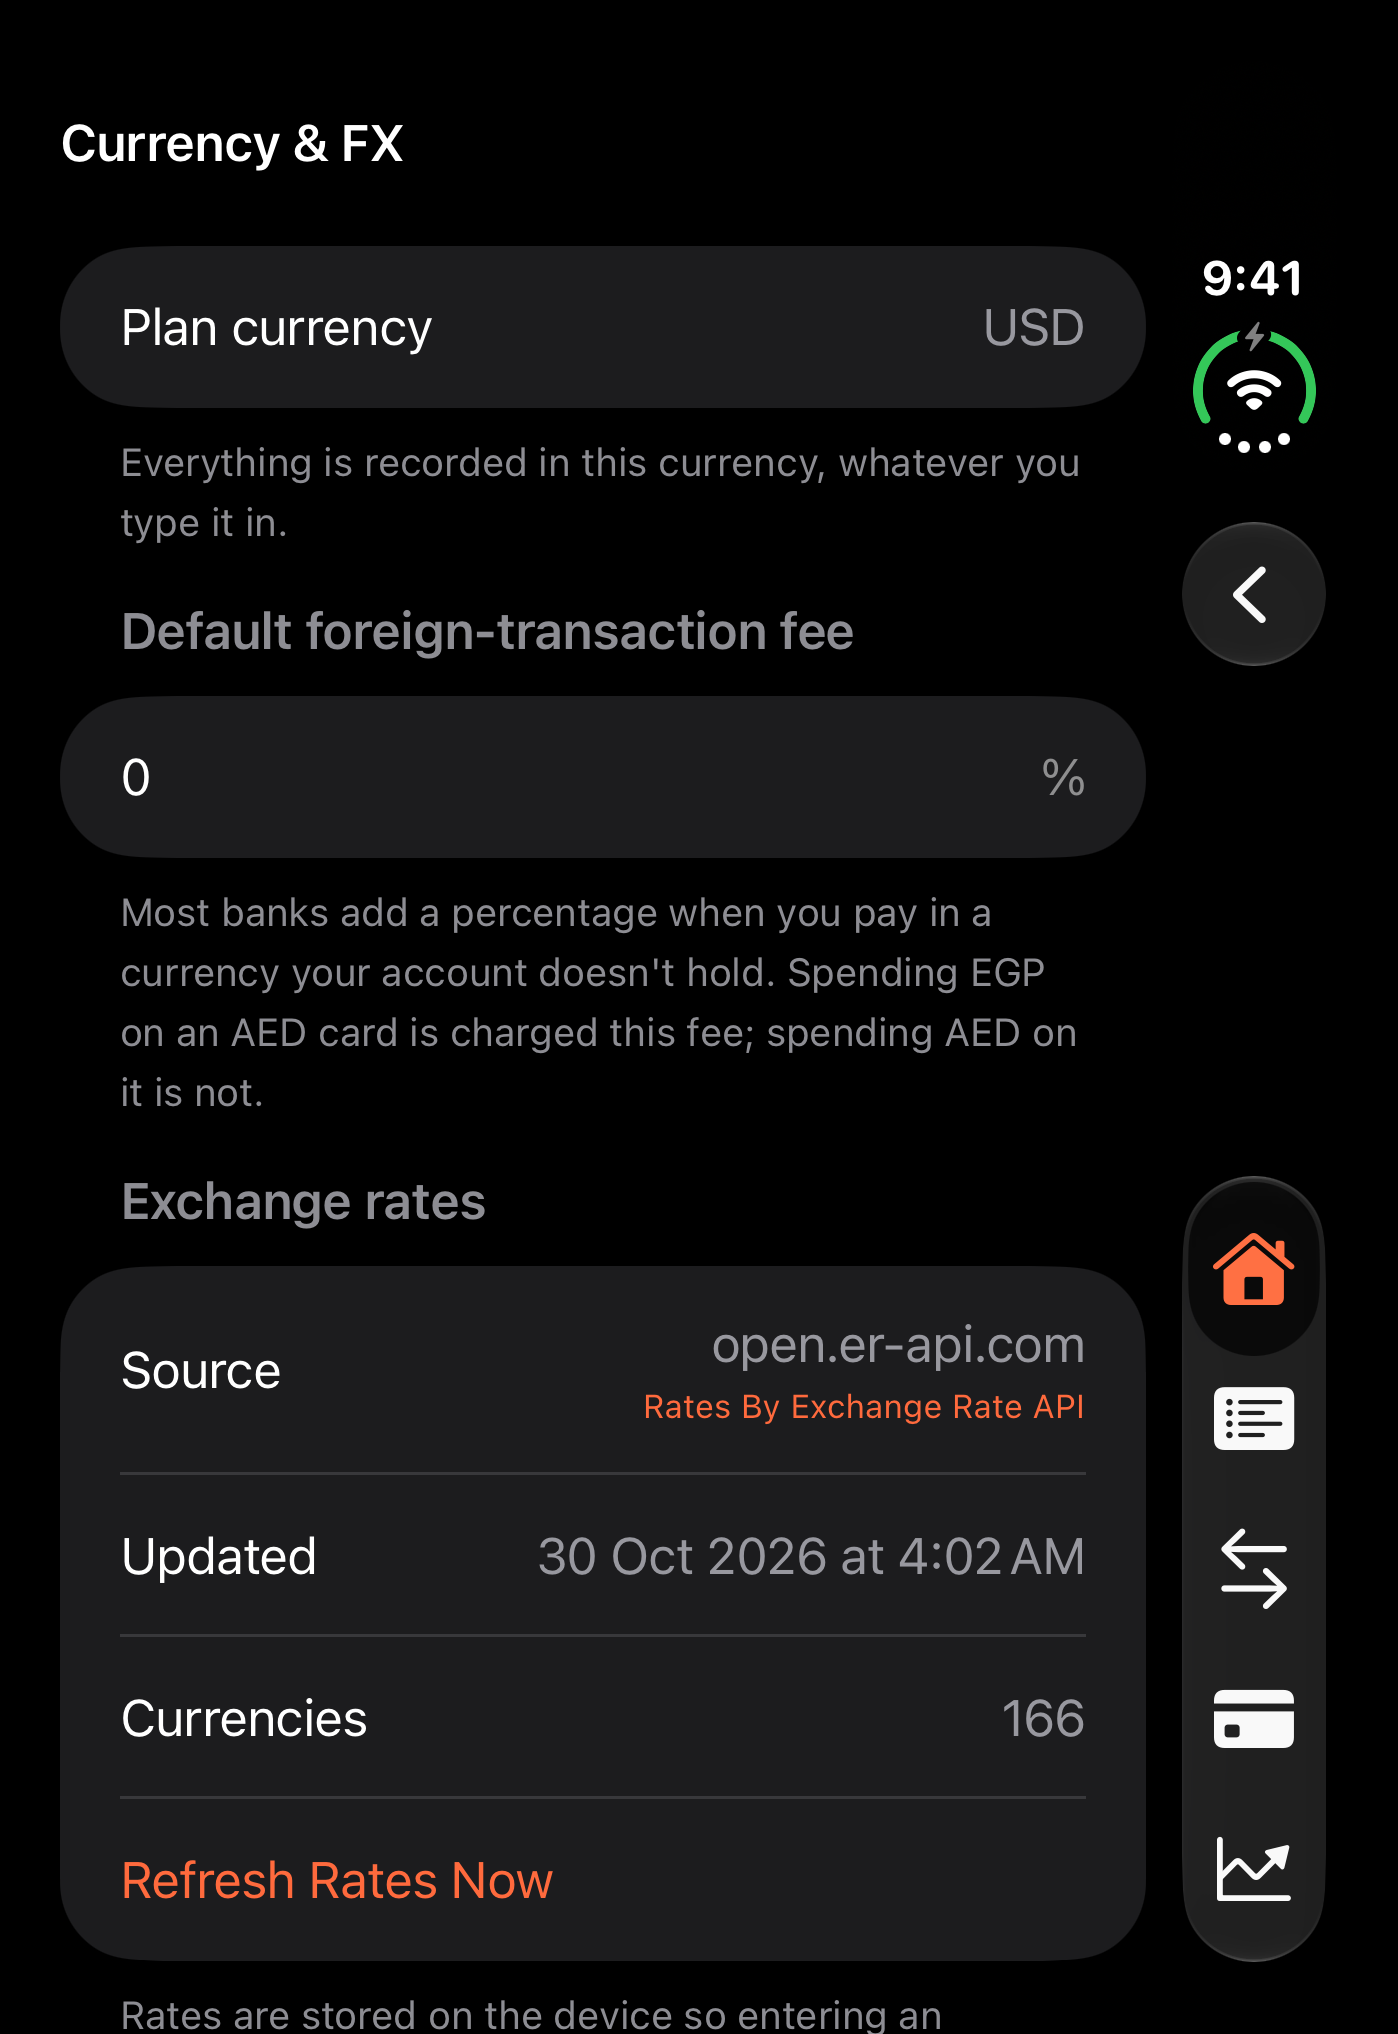 Currency & FX
9:41
Plan currency USD
Everything is recorded in this currency, whatever you
type it in.
Default foreign-transaction fee
0 %
Most banks add a percentage when you pay in a
currency your account doesn't hold. Spending EGP
on an AED card is charged this fee; spending AED on
it is not.
Exchange rates
Source open.er-api.com
Rates By Exchange Rate API
Updated 30 Oct 2026 at 4:02 AM
Currencies 166
Refresh Rates Now
Rates are stored on the device so entering an